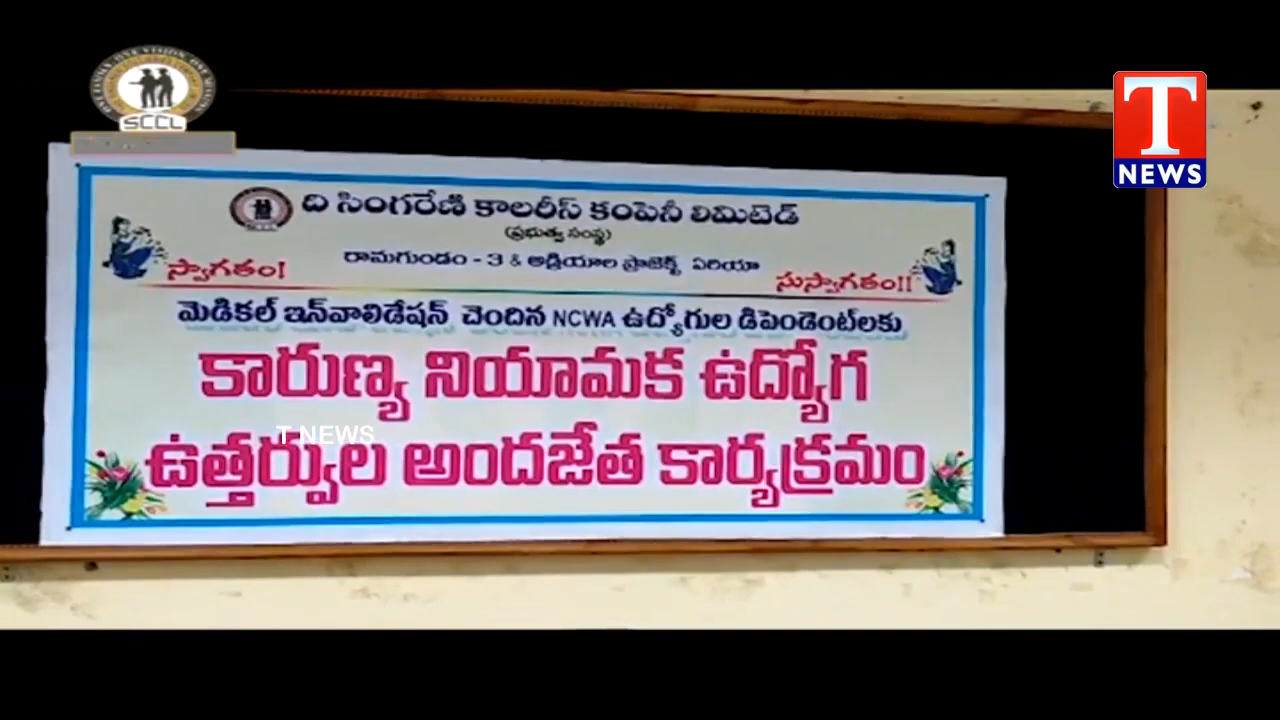 SCCL
T
NEWS
ది సింగరేణి కాలరీస్ కంపెనీ లిమిటెడ్
(ప్రభుత్వ సంస్థ)
రామగుండం - 3 & అడ్రియాల ప్రాజెక్ట్ ఏరియా
స్వాగతం!
సుస్వాగతం!!
మెడికల్ ఇన్‌వాలిడేషన్ చెందిన NCWA ఉద్యోగుల డిపెండెంట్‌లకు
కారుణ్య నియామక ఉద్యోగ
T NEWS
ఉత్తర్వుల అందజేత కార్యక్రమం